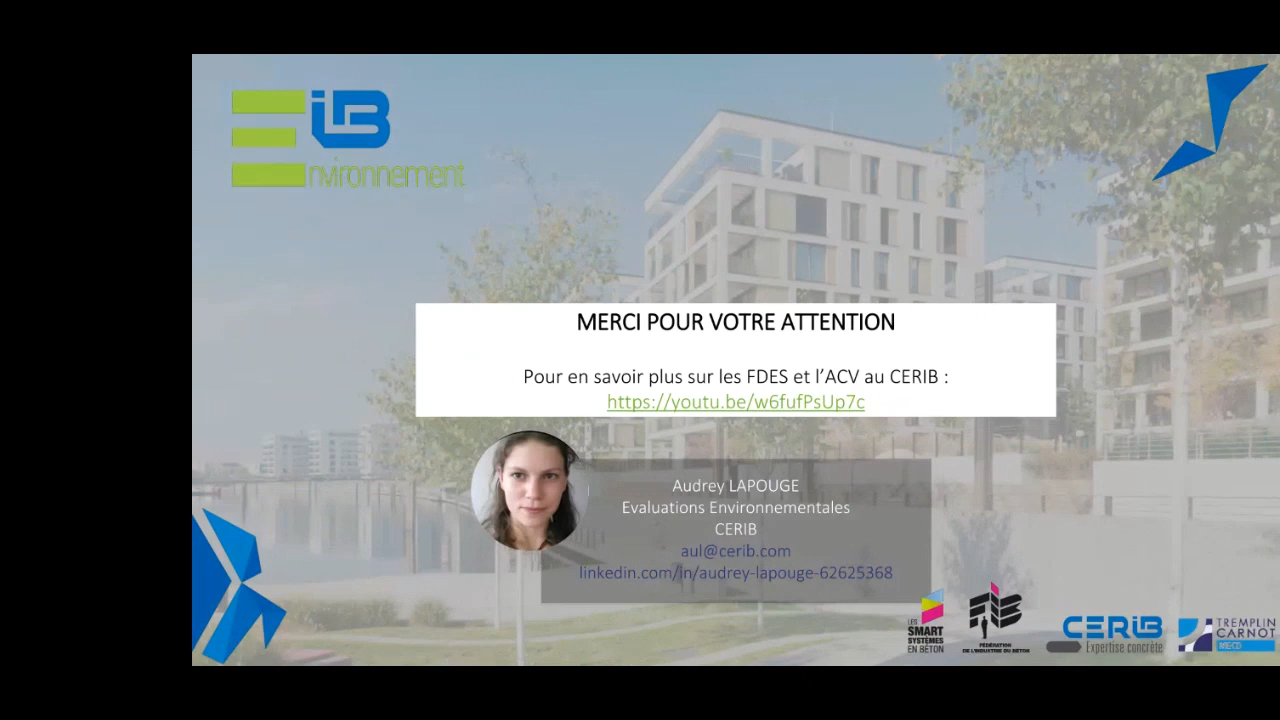 EIB
nvironnement
MERCI POUR VOTRE ATTENTION
Pour en savoir plus sur les FDES et l'ACV au CERIB :
https://youtu.be/w6fufPsUp7c
Audrey LAPOUGE
Evaluations Environnementales
CERIB
aul@cerib.com
linkedin.com/in/audrey-lapouge-62625368
LES
SMART
SYSTÈMES
EN BÉTON
FIB
FÉDÉRATION
DE L'INDUSTRIE DU BÉTON
CERIB
Expertise concrète
TREMPLIN
CARNOT